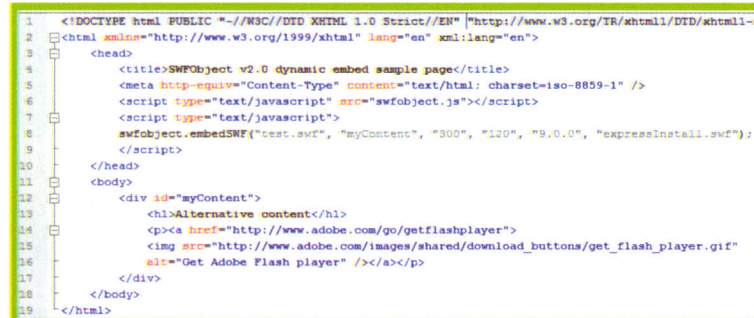 1 <!DOCTYPE html PUBLIC "-//W3C//DTD XHTML 1.0 Strict//EN" "http://www.w3.org/TR/xhtml1/DTD/xhtml1-
2 <html xmlns="http://www.w3.org/1999/xhtml" lang="en" xml:lang="en">
3 <head>
4 <title>SWFObject v2.0 dynamic embed sample page</title>
5 <meta http-equiv="Content-Type" content="text/html; charset=iso-8859-1" />
6 <script type="text/javascript" src="swfobject.js"></script>
7 <script type="text/javascript">
8 swfobject.embedSWF("test.swf", "myContent", "300", "120", "9.0.0", "expressInstall.swf");
9 </script>
10 </head>
11 <body>
12 <div id="myContent">
13 <h1>Alternative content</h1>
14 <p><a href="http://www.adobe.com/go/getflashplayer">
15 <img src="http://www.adobe.com/images/shared/download_buttons/get_flash_player.gif"
16 alt="Get Adobe Flash player" /></a></p>
17 </div>
18 </body>
19 </html>